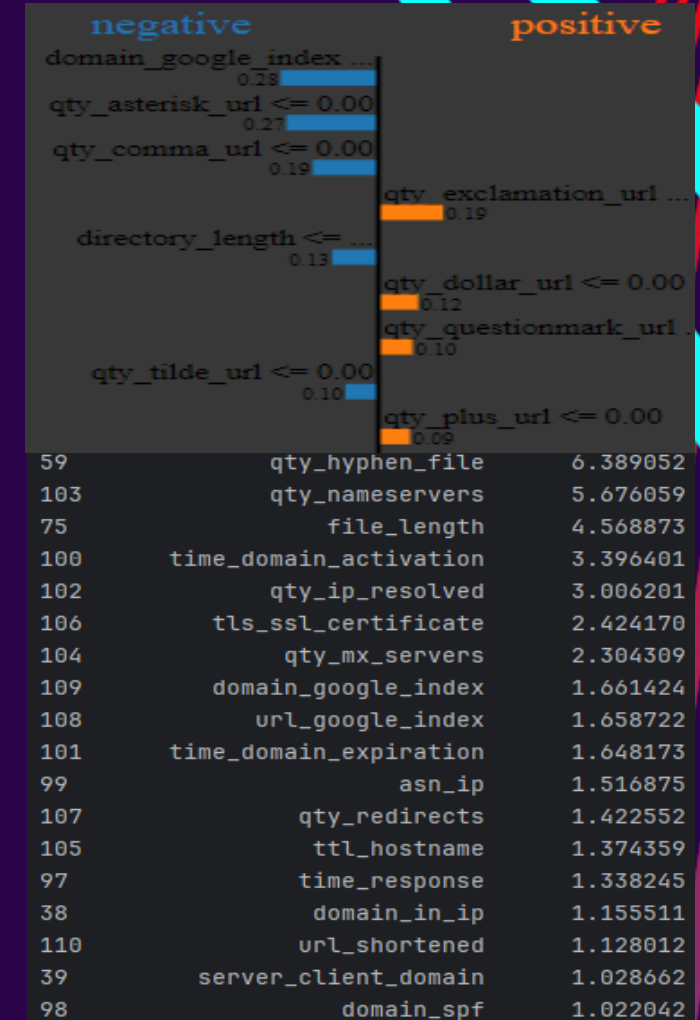 negative positive
domain_google_index ...
0.28
qty_asterisk_url <= 0.00
0.27
qty_comma_url <= 0.00
0.19
qty_exclamation_url ...
0.19
directory_length <= ...
0.13
qty_dollar_url <= 0.00
0.12
qty_questionmark_url .
0.10
qty_tilde_url <= 0.00
0.10
qty_plus_url <= 0.00
0.09
59 qty_hyphen_file 6.389052
103 qty_nameservers 5.676059
75 file_length 4.568873
100 time_domain_activation 3.396401
102 qty_ip_resolved 3.006201
106 tls_ssl_certificate 2.424170
104 qty_mx_servers 2.304309
109 domain_google_index 1.661424
108 url_google_index 1.658722
101 time_domain_expiration 1.648173
99 asn_ip 1.516875
107 qty_redirects 1.422552
105 ttl_hostname 1.374359
97 time_response 1.338245
38 domain_in_ip 1.155511
110 url_shortened 1.128012
39 server_client_domain 1.028662
98 domain_spf 1.022042